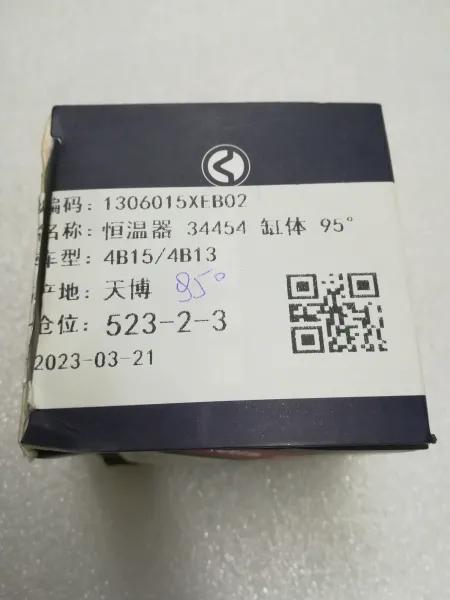 编码: 1306015XEB02
名称: 恒温器 34454 缸体 95°
车型: 4B15/4B13
产地: 天博 95°
仓位: 523-2-3
2023-03-21